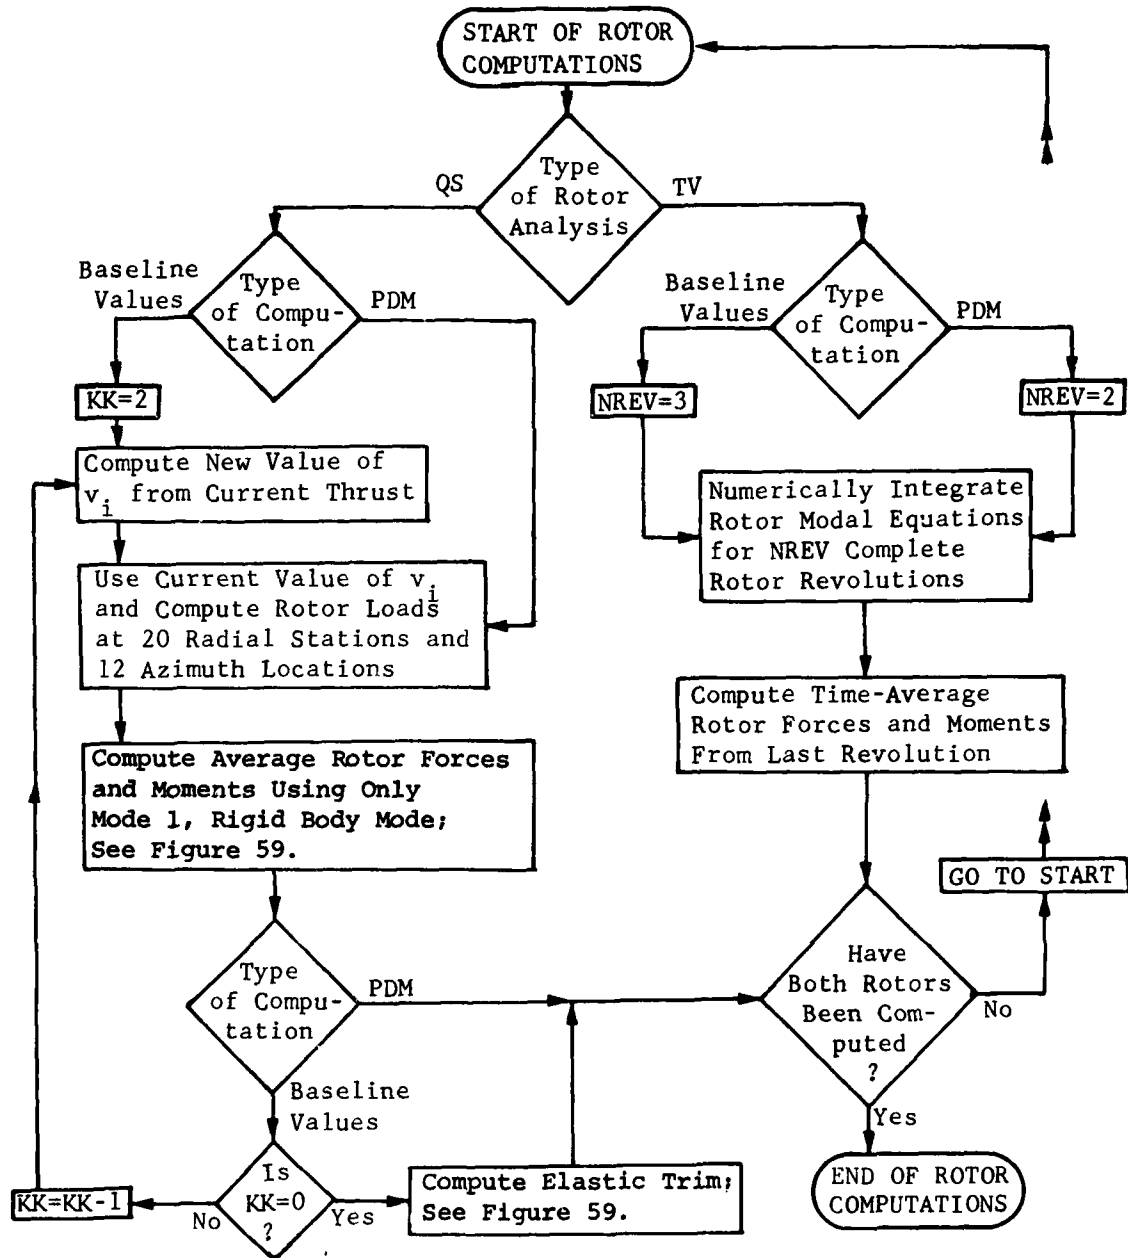 START OF ROTOR
COMPUTATIONS
Type
of Rotor
Analysis
QS
TV
Baseline
Values
Type
of Compu-
tation
PDM
Baseline
Values
Type
of Compu-
tation
PDM
KK=2
NREV=3
NREV=2
Compute New Value of
v_i from Current Thrust
Numerically Integrate
Rotor Modal Equations
for NREV Complete
Rotor Revolutions
Use Current Value of v_i
and Compute Rotor Loads
at 20 Radial Stations and
12 Azimuth Locations
Compute Time-Average
Rotor Forces and Moments
From Last Revolution
Compute Average Rotor Forces
and Moments Using Only
Mode 1, Rigid Body Mode;
See Figure 59.
GO TO START
Type
of Compu-
tation
PDM
Have
Both Rotors
Been Com-
puted
?
No
Yes
Baseline
Values
Is
KK=0
?
No
Yes
KK=KK-1
Compute Elastic Trim;
See Figure 59.
END OF ROTOR
COMPUTATIONS